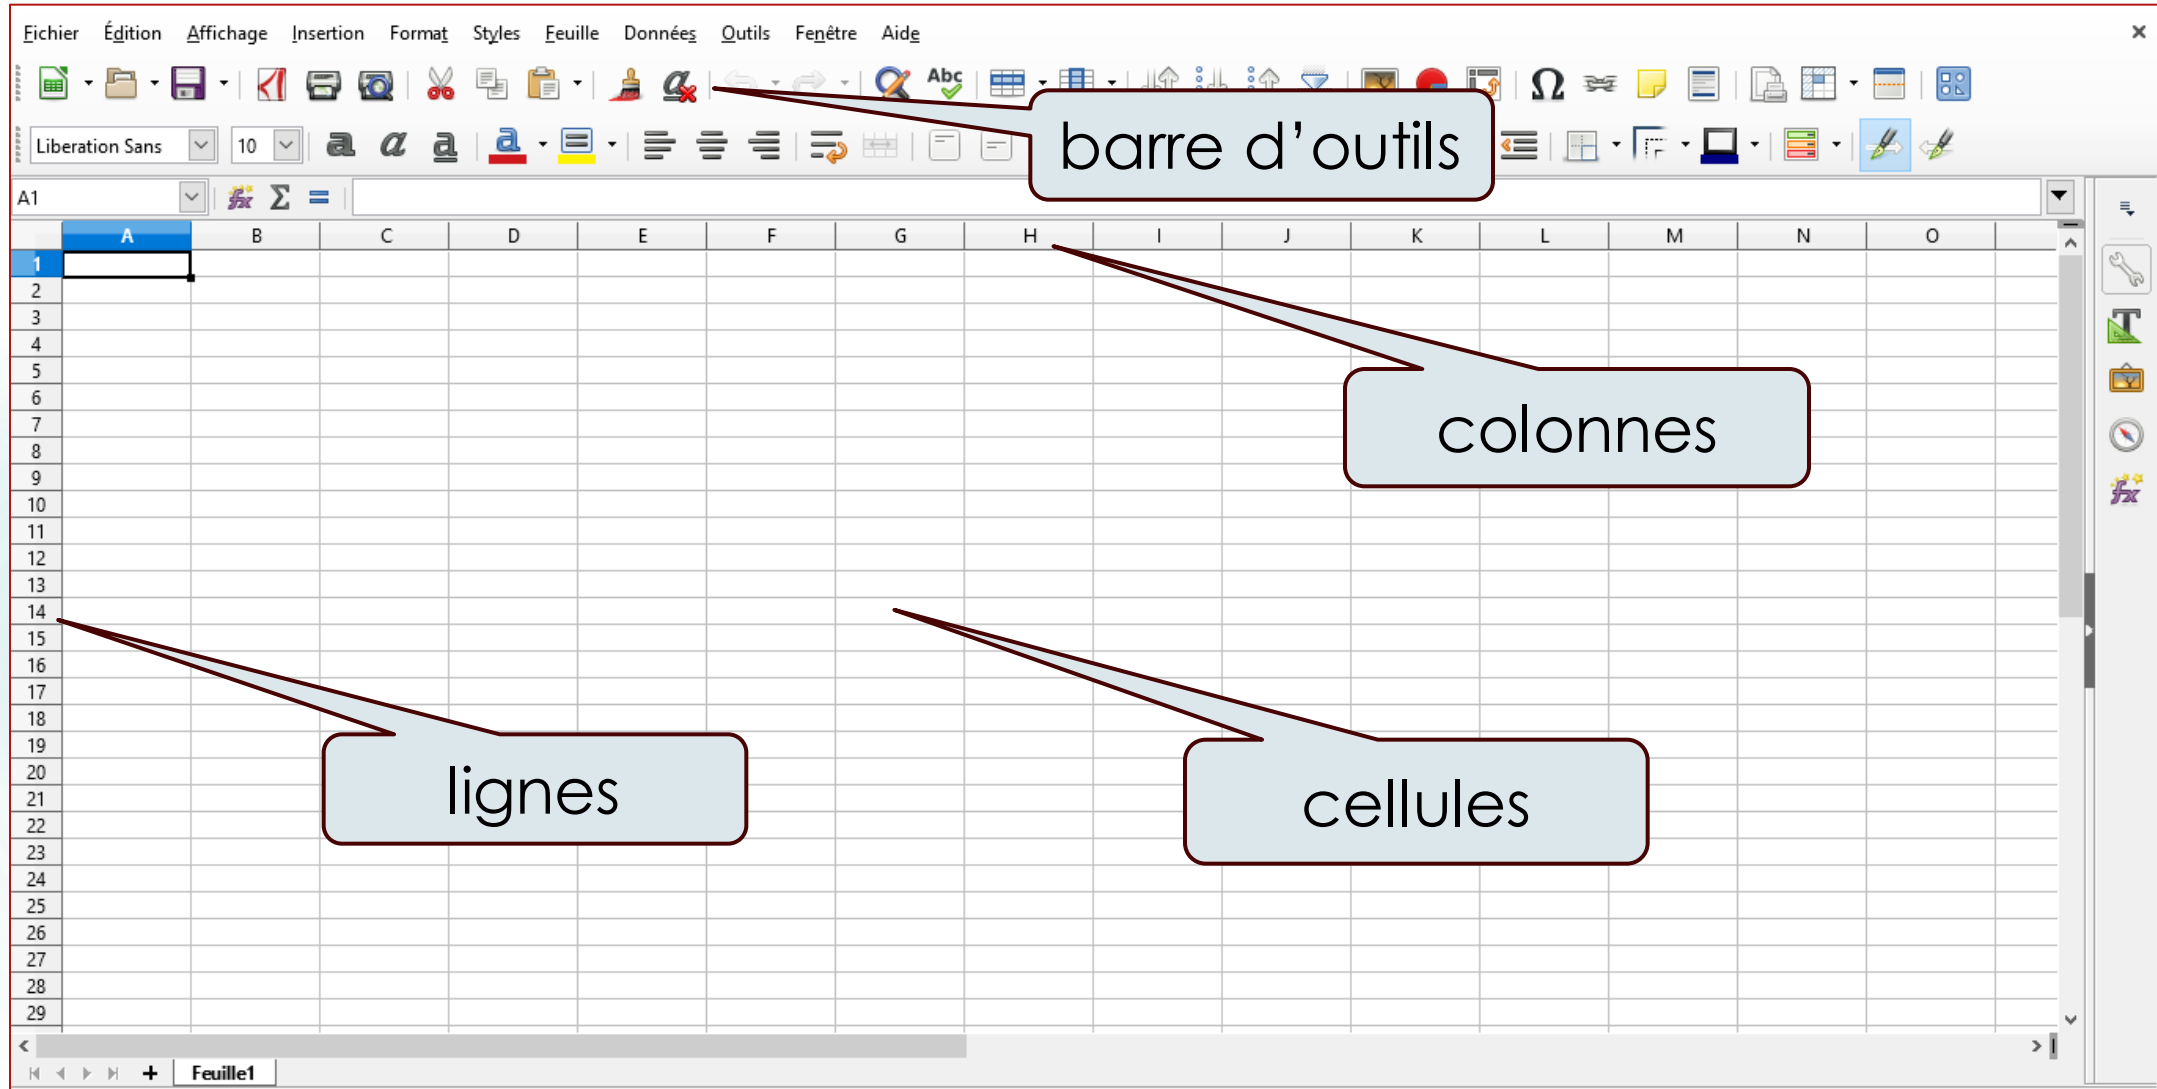 Fichier Édition Affichage Insertion Format Styles Feuille Données Outils Fenêtre Aide
Abc
barre d’outils
Liberation Sans 10 a a a a
A1 fx Σ =
A B C D E F G H I J K L M N O
1
2
3
4
5
6
7
8
9
10
11
12
13
14
15
16
17
18
19
20
21
22
23
24
25
26
27
28
29
colonnes
lignes
cellules
Feuille1